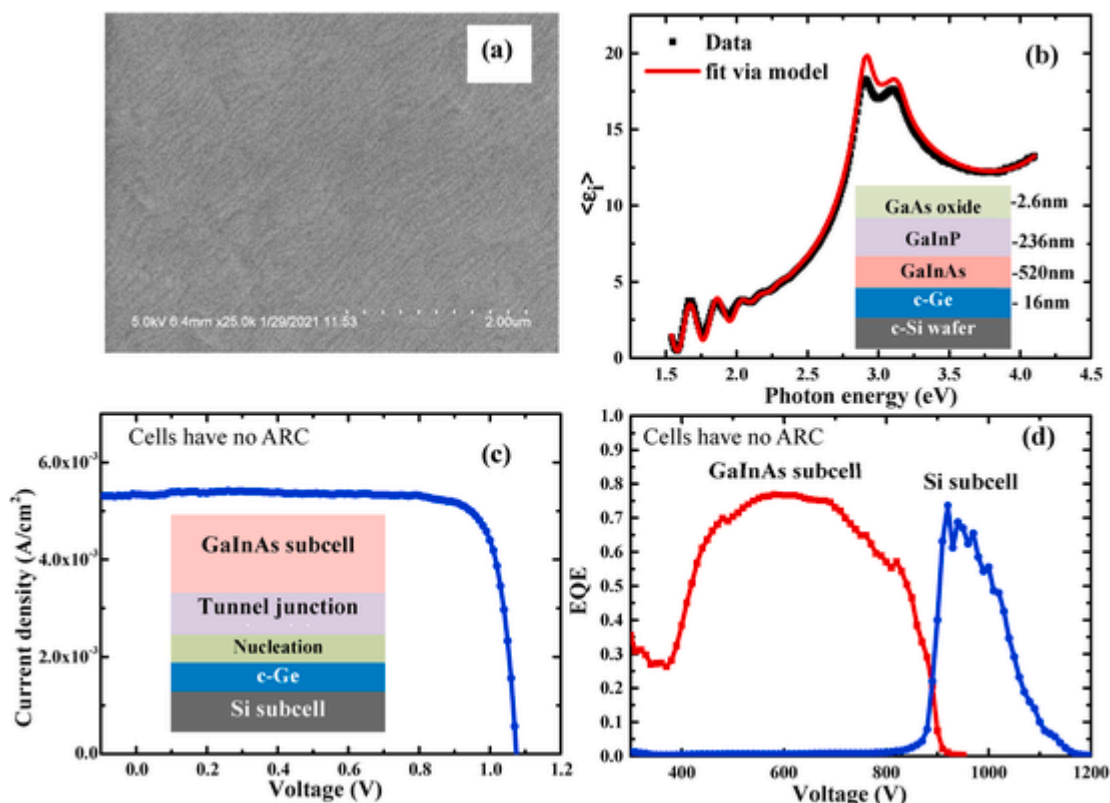 (a)
5.0kV 6.4mm x25.0k 1/29/2021 11:53
2.00um
(b)
Data
fit via model
20
15
10
5
0
<εi>
GaAs oxide
-2.6nm
GaInP
-236nm
GaInAs
-520nm
c-Ge
- 16nm
c-Si wafer
1.5 2.0 2.5 3.0 3.5 4.0 4.5
Photon energy (eV)
Cells have no ARC
(c)
6.0x10-3
4.0x10-3
2.0x10-3
0.0
Current density (A/cm2)
GaInAs subcell
Tunnel junction
Nucleation
c-Ge
Si subcell
0.0 0.2 0.4 0.6 0.8 1.0 1.2
Voltage (V)
Cells have no ARC
(d)
GaInAs subcell
Si subcell
0.9
0.8
0.7
0.6
0.5
0.4
0.3
0.2
0.1
0.0
EQE
400 600 800 1000 1200
Voltage (V)